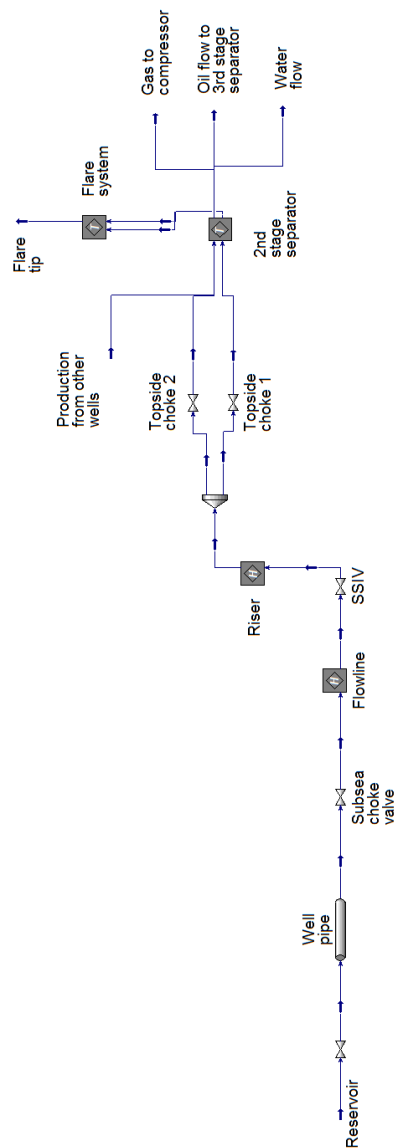 Reservoir
Well
pipe
Subsea
choke
valve
Flowline
SSIV
Riser
Topside
choke 2
Topside
choke 1
Production
from other
wells
2nd stage
separator
Flare
system
Flare
tip
Gas to
compressor
Oil flow to
3rd stage
separator
Water
flow